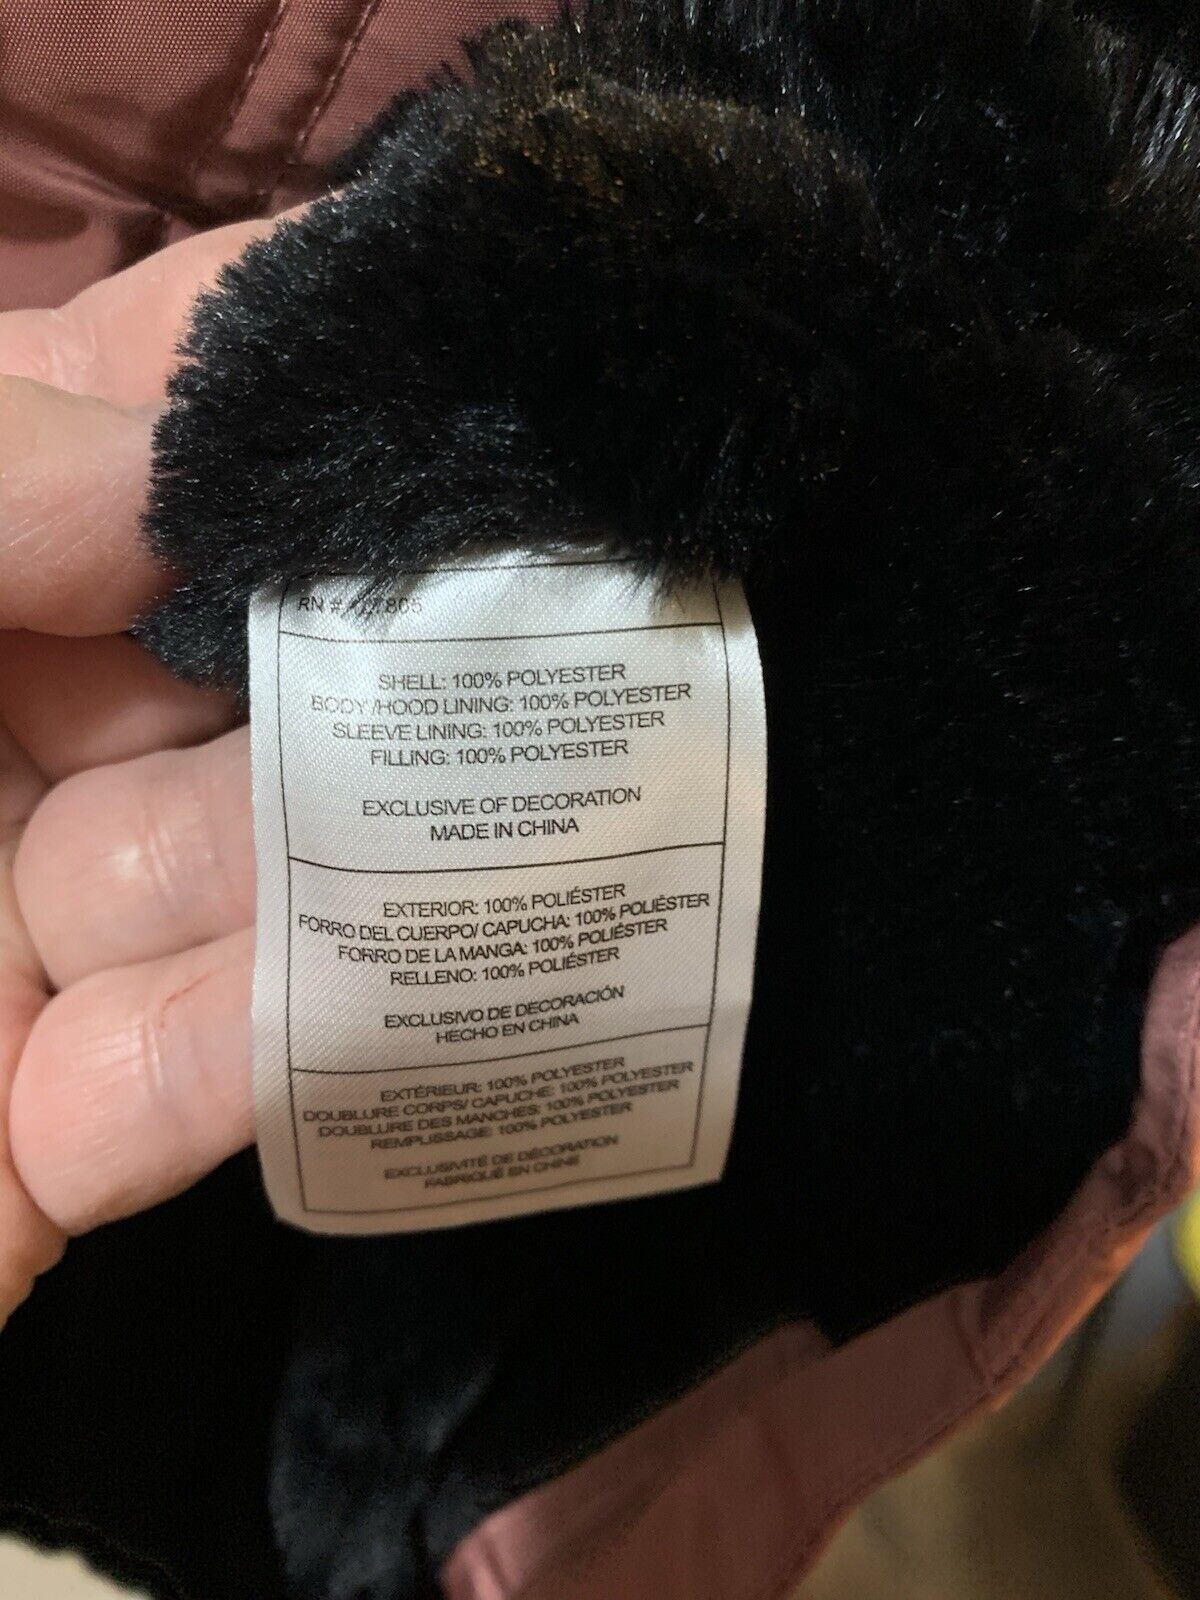 RN #
SHELL: 100% POLYESTER
BODY /HOOD LINING: 100% POLYESTER
SLEEVE LINING: 100% POLYESTER
FILLING: 100% POLYESTER
EXCLUSIVE OF DECORATION
MADE IN CHINA
EXTERIOR: 100% POLIÉSTER
FORRO DEL CUERPO/ CAPUCHA: 100% POLIÉSTER
FORRO DE LA MANGA: 100% POLIÉSTER
RELLENO: 100% POLIÉSTER
EXCLUSIVO DE DECORACIÓN
HECHO EN CHINA
EXTÉRIEUR: 100% POLYESTER
DOUBLURE CORPS/ CAPUCHE: 100% POLYESTER
DOUBLURE DES MANCHES: 100% POLYESTER
REMPLISSAGE: 100% POLYESTER
EXCLUSIVITÉ DE DÉCORATION
FABRIQUÉ EN CHINE